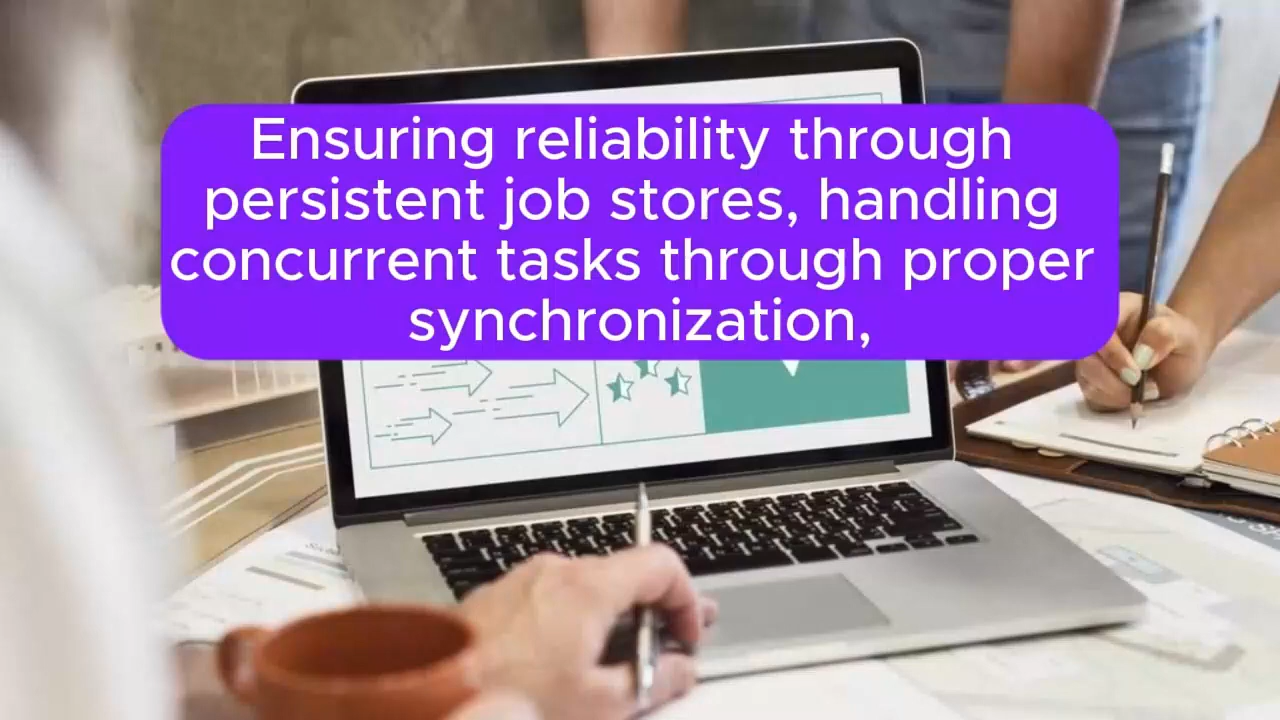 Ensuring reliability through
persistent job stores, handling
concurrent tasks through proper
synchronization,